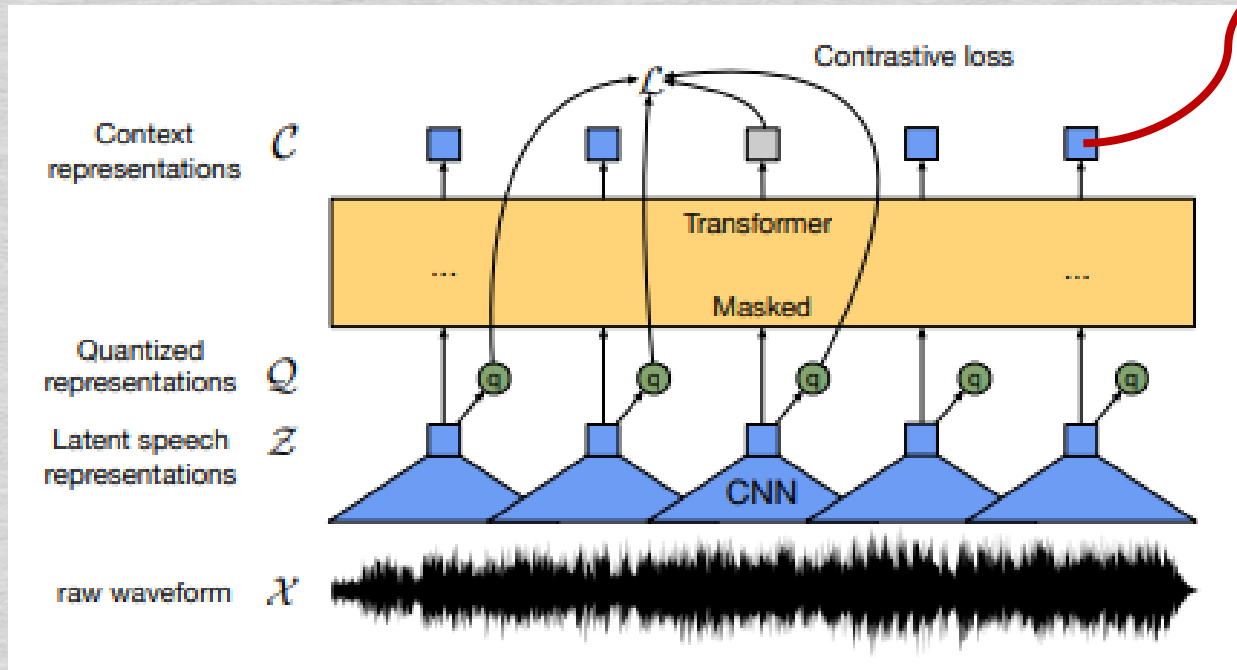 Contrastive loss
ℒ
Context
representations
𝒞
Transformer
...
...
Masked
Quantized
representations
𝒬
q
q
q
q
q
Latent speech
representations
𝒵
CNN
raw waveform
𝒳